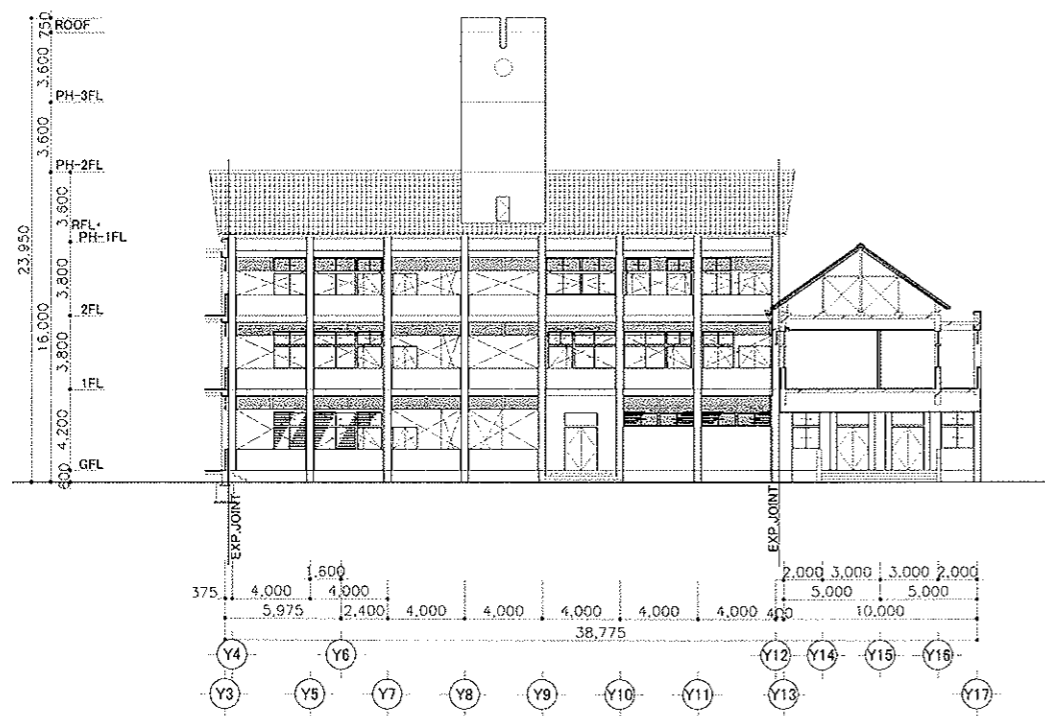 ROOF
PH-3FL
PH-2FL
RFL.
PH-1FL
2FL
1FL
GFL
750
3,600
3,600
3,600
3,800
3,800
4,200
600
23,950
16,000
EXP.JOINT
EXP.JOINT
1,600
2,000 3,000 3,000 2,000
375 4,000 4,000 5,000 5,000
5,975 2,400 4,000 4,000 4,000 4,000 4,000 400 10,000
38,775
Y4 Y6 Y12 Y14 Y15 Y16
Y3 Y5 Y7 Y8 Y9 Y10 Y11 Y13 Y17